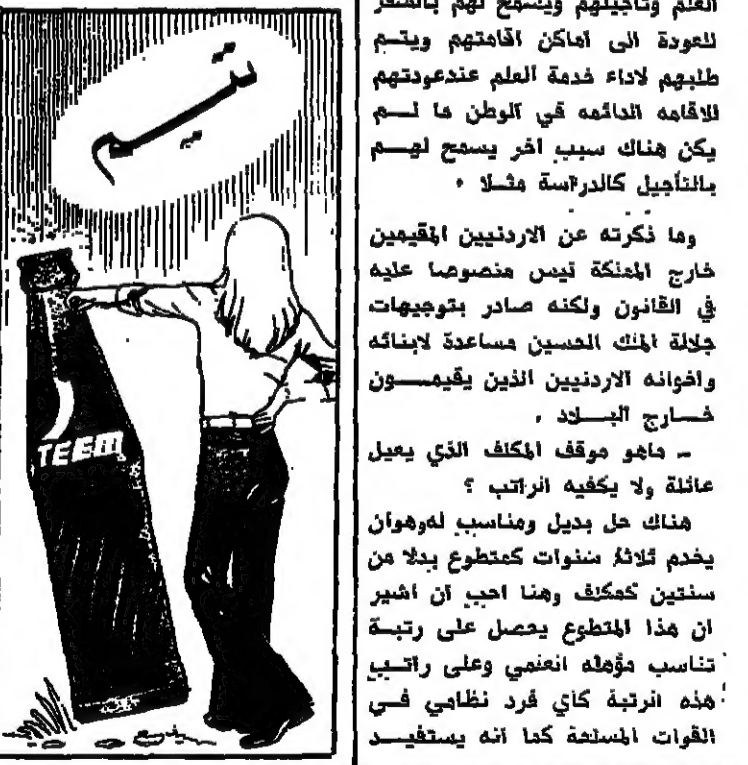 تيم
TEEM
العلم وتأجيلهم ويسمح لهم بالسفر
للعودة الى اماكن اقامتهم ويتم
طلبهم لاداء خدمة العلم عندعودتهم
للاقامه الدائمه في الوطن ما لم
يكن هناك سبب اخر يسمح لهم
بالتأجيل كالدراسة مثلا .
وما ذكرته عن الاردنيين المقيمين
خارج المملكة ليس منصوصا عليه
في القانون ولكنه صادر بتوجيهات
جلالة الملك الحسين مساعدة لابنائه
واخوانه الاردنيين الذين يقيمون
خارج البلاد .
- ماهو موقف المكلف الذي يعيل
عائلة ولا يكفيه الراتب ؟
هناك حل بديل ومناسب لهوهوان
يخدم ثلاث سنوات كمتطوع بدلا من
سنتين كمكلف وهنا احب ان اشير
ان هذا المتطوع يحصل على رتبة
تناسب مؤهله العلمي وعلى راتب
هذه الرتبة كأي فرد نظامي في
القوات المسلحة كما أنه يستفيد